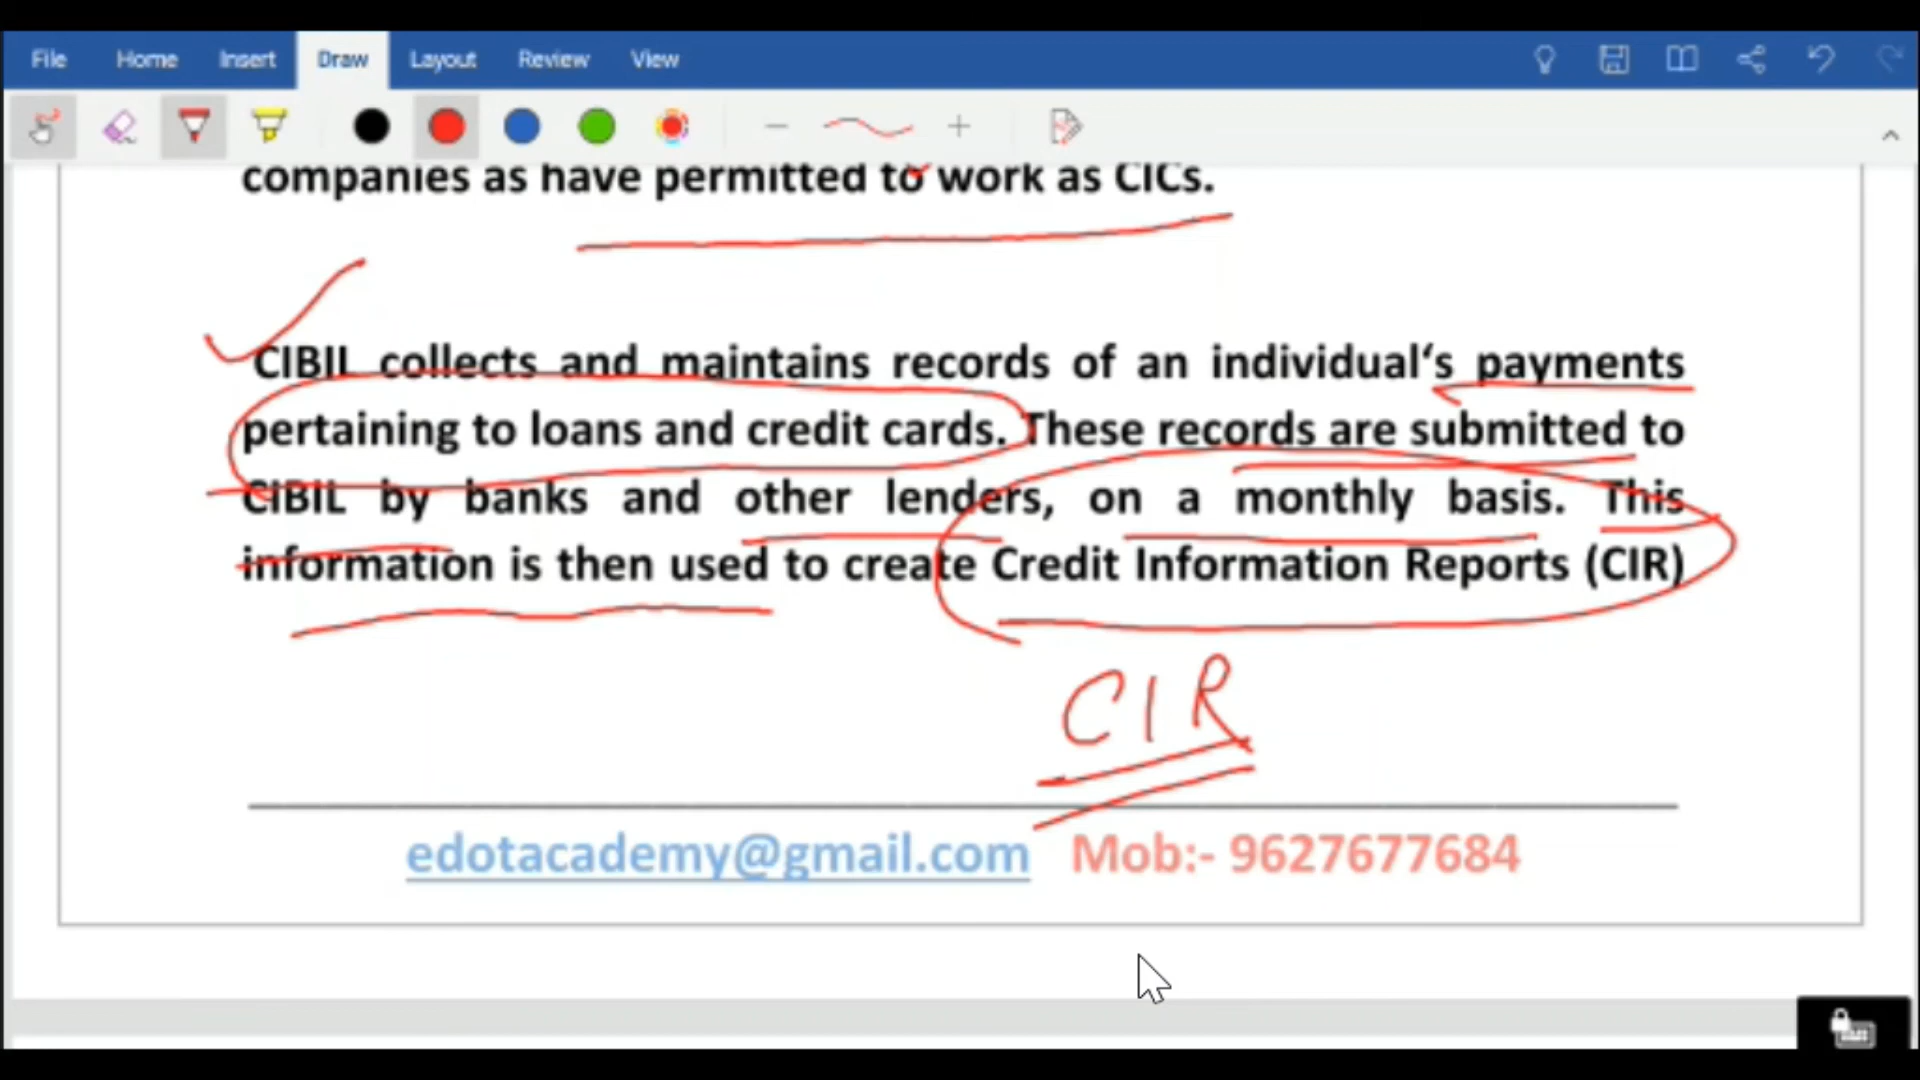 File Home Insert Draw Layout Review View
companies as have permitted to work as CICs.
CIBIL collects and maintains records of an individual‘s payments
pertaining to loans and credit cards. These records are submitted to
CIBIL by banks and other lenders, on a monthly basis. This
information is then used to create Credit Information Reports (CIR)
CIR
edotacademy@gmail.com Mob:- 9627677684